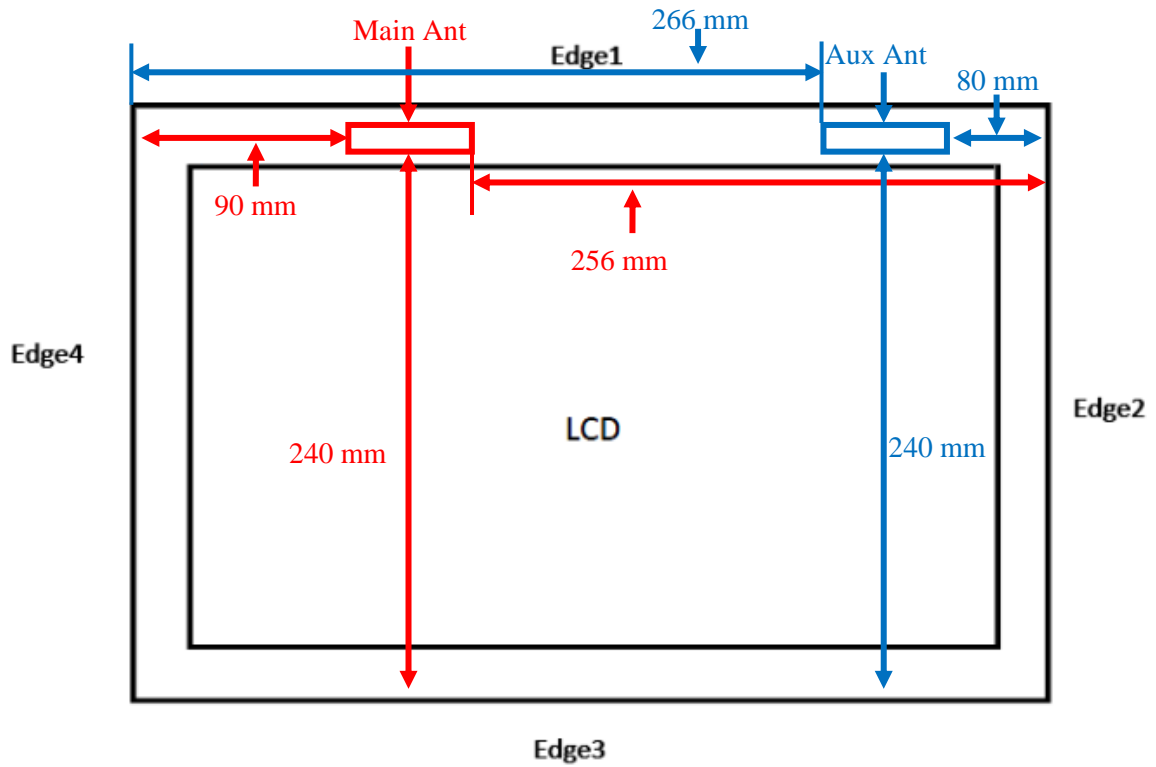 266 mm
Main Ant
Edge1
Aux Ant
80 mm
90 mm
256 mm
Edge4
Edge2
LCD
240 mm
240 mm
Edge3